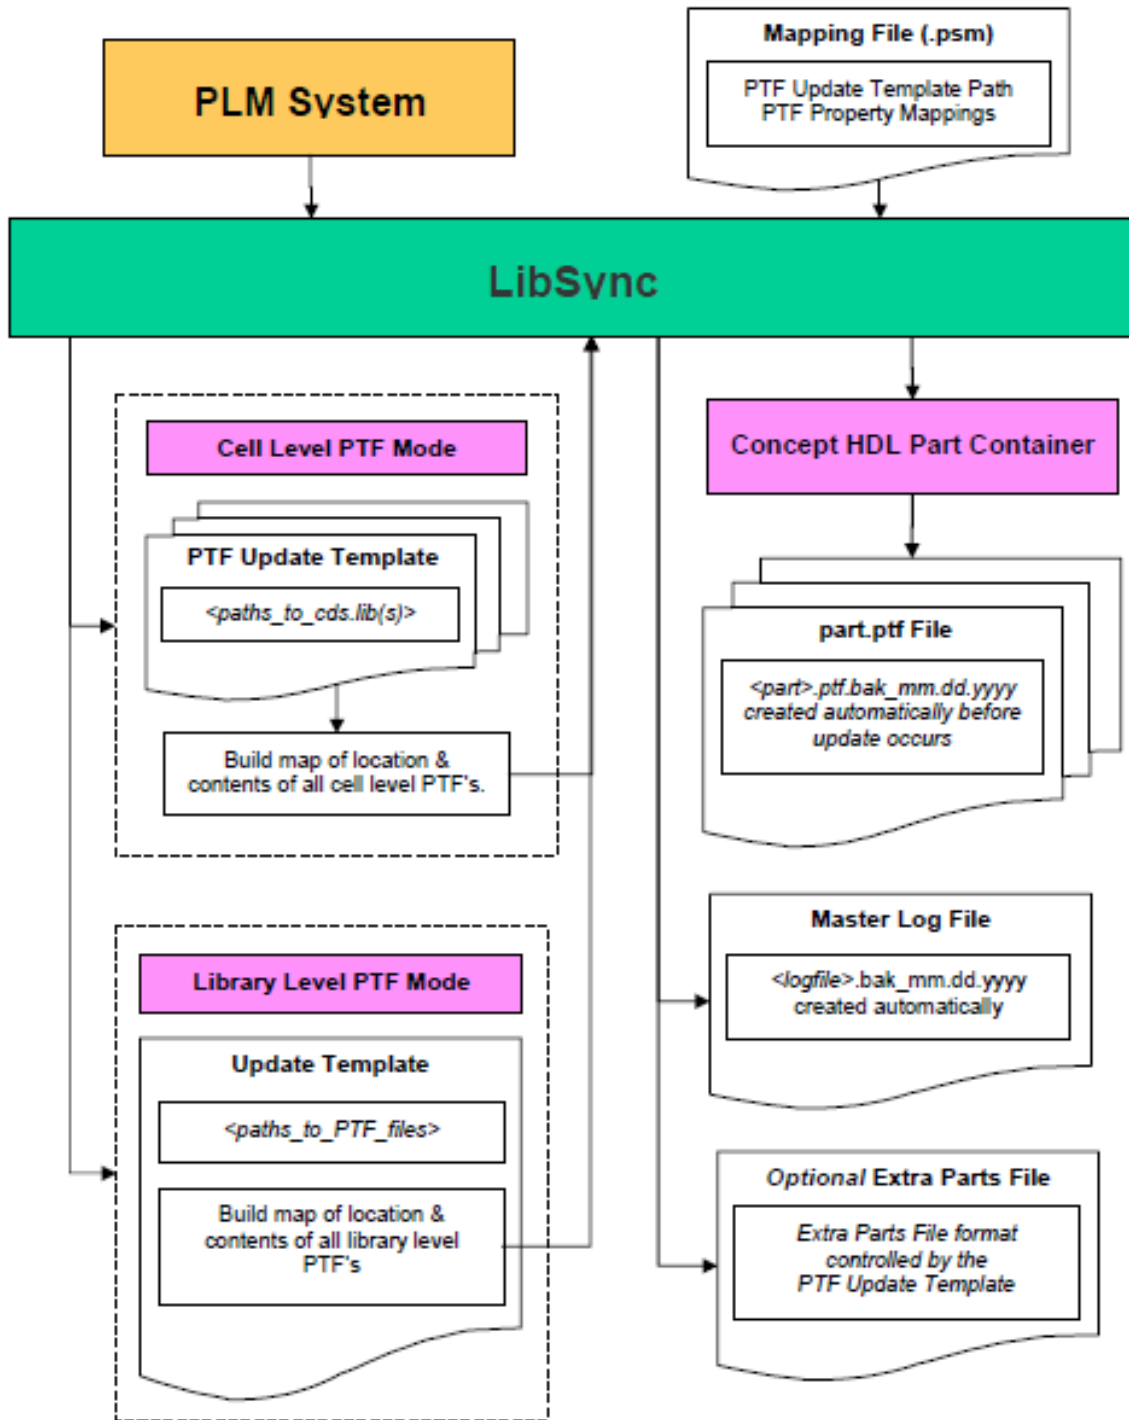 PLM System
Mapping File (.psm)
PTF Update Template Path
PTF Property Mappings
LibSync
Cell Level PTF Mode
PTF Update Template
<paths_to_cds.lib(s)>
Build map of location &
contents of all cell level PTF's.
Library Level PTF Mode
Update Template
<paths_to_PTF_files>
Build map of location &
contents of all library level
PTF's
Concept HDL Part Container
part.ptf File
<part>.ptf.bak_mm.dd.yyyy
created automatically before
update occurs
Master Log File
<logfile>.bak_mm.dd.yyyy
created automatically
Optional Extra Parts File
Extra Parts File format
controlled by the
PTF Update Template